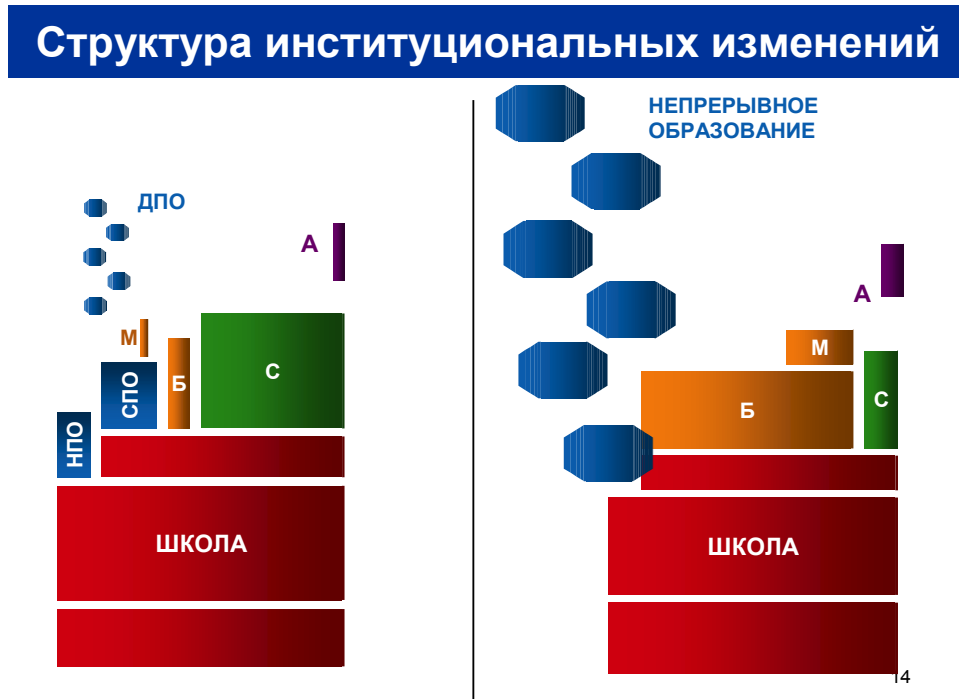 Структура институциональных изменений
ДПО
А
М
СПО
Б
С
НПО
ШКОЛА
НЕПРЕРЫВНОЕ
ОБРАЗОВАНИЕ
А
М
Б
С
ШКОЛА
14